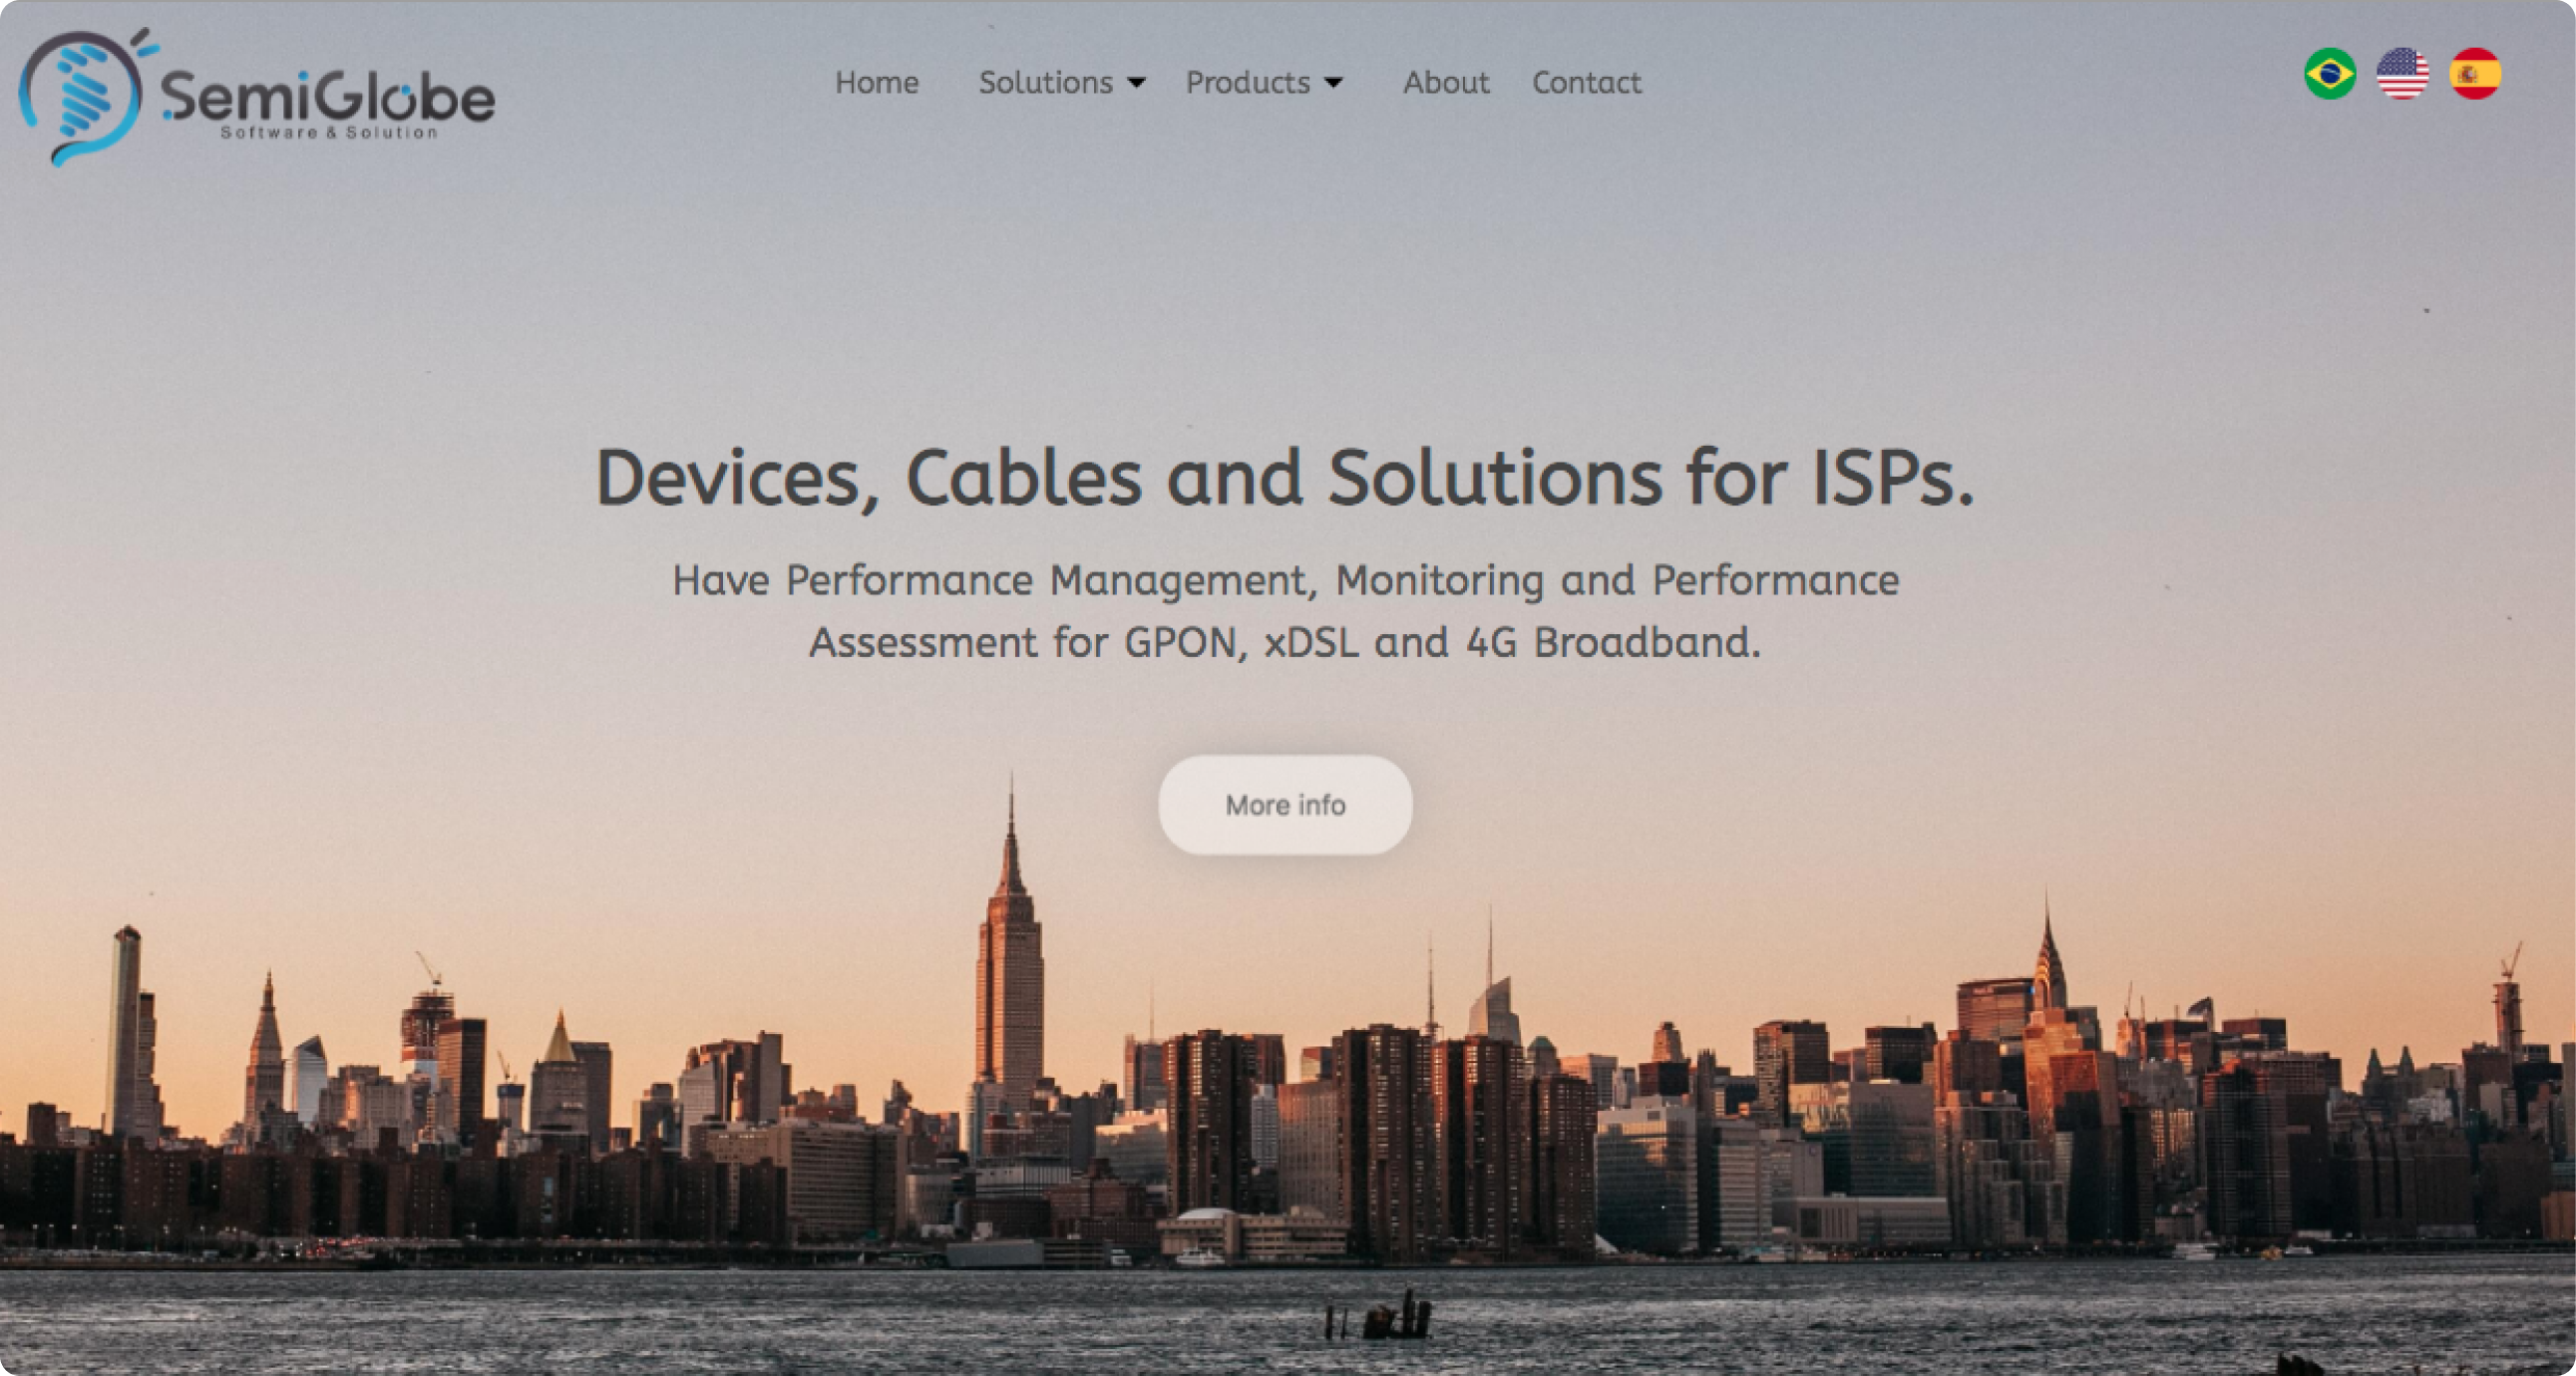 SemiGlobe
Software & Solution
Home Solutions Products About Contact
Devices, Cables and Solutions for ISPs.
Have Performance Management, Monitoring and Performance
Assessment for GPON, xDSL and 4G Broadband.
More info